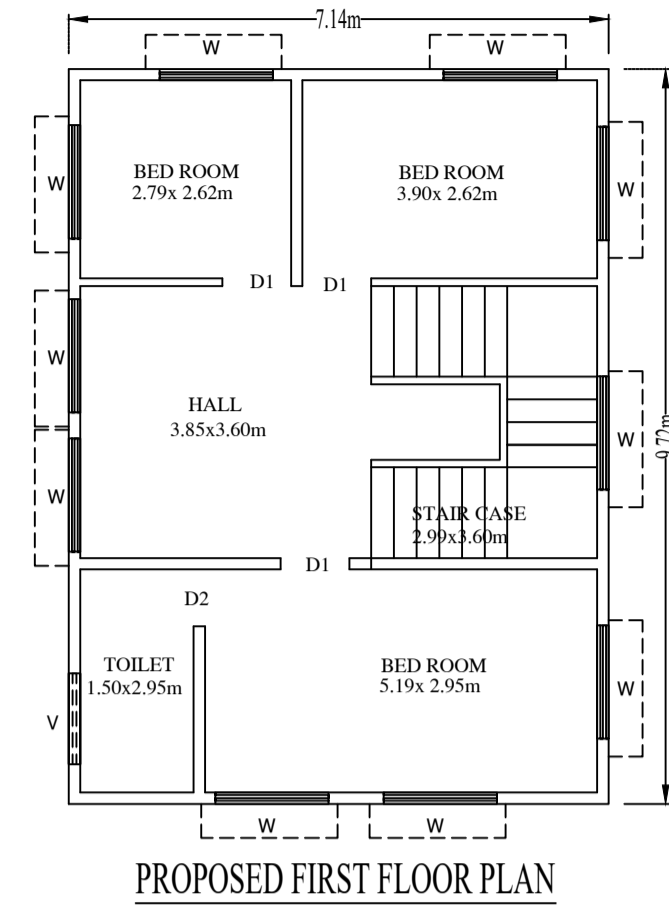 7.14m
W
W
W
BED ROOM
2.79x 2.62m
BED ROOM
3.90x 2.62m
W
D1
D1
W
HALL
3.85x3.60m
W
9.72m
W
STAIR CASE
2.99x3.60m
D1
D2
TOILET
1.50x2.95m
BED ROOM
5.19x 2.95m
W
V
W
W
PROPOSED FIRST FLOOR PLAN